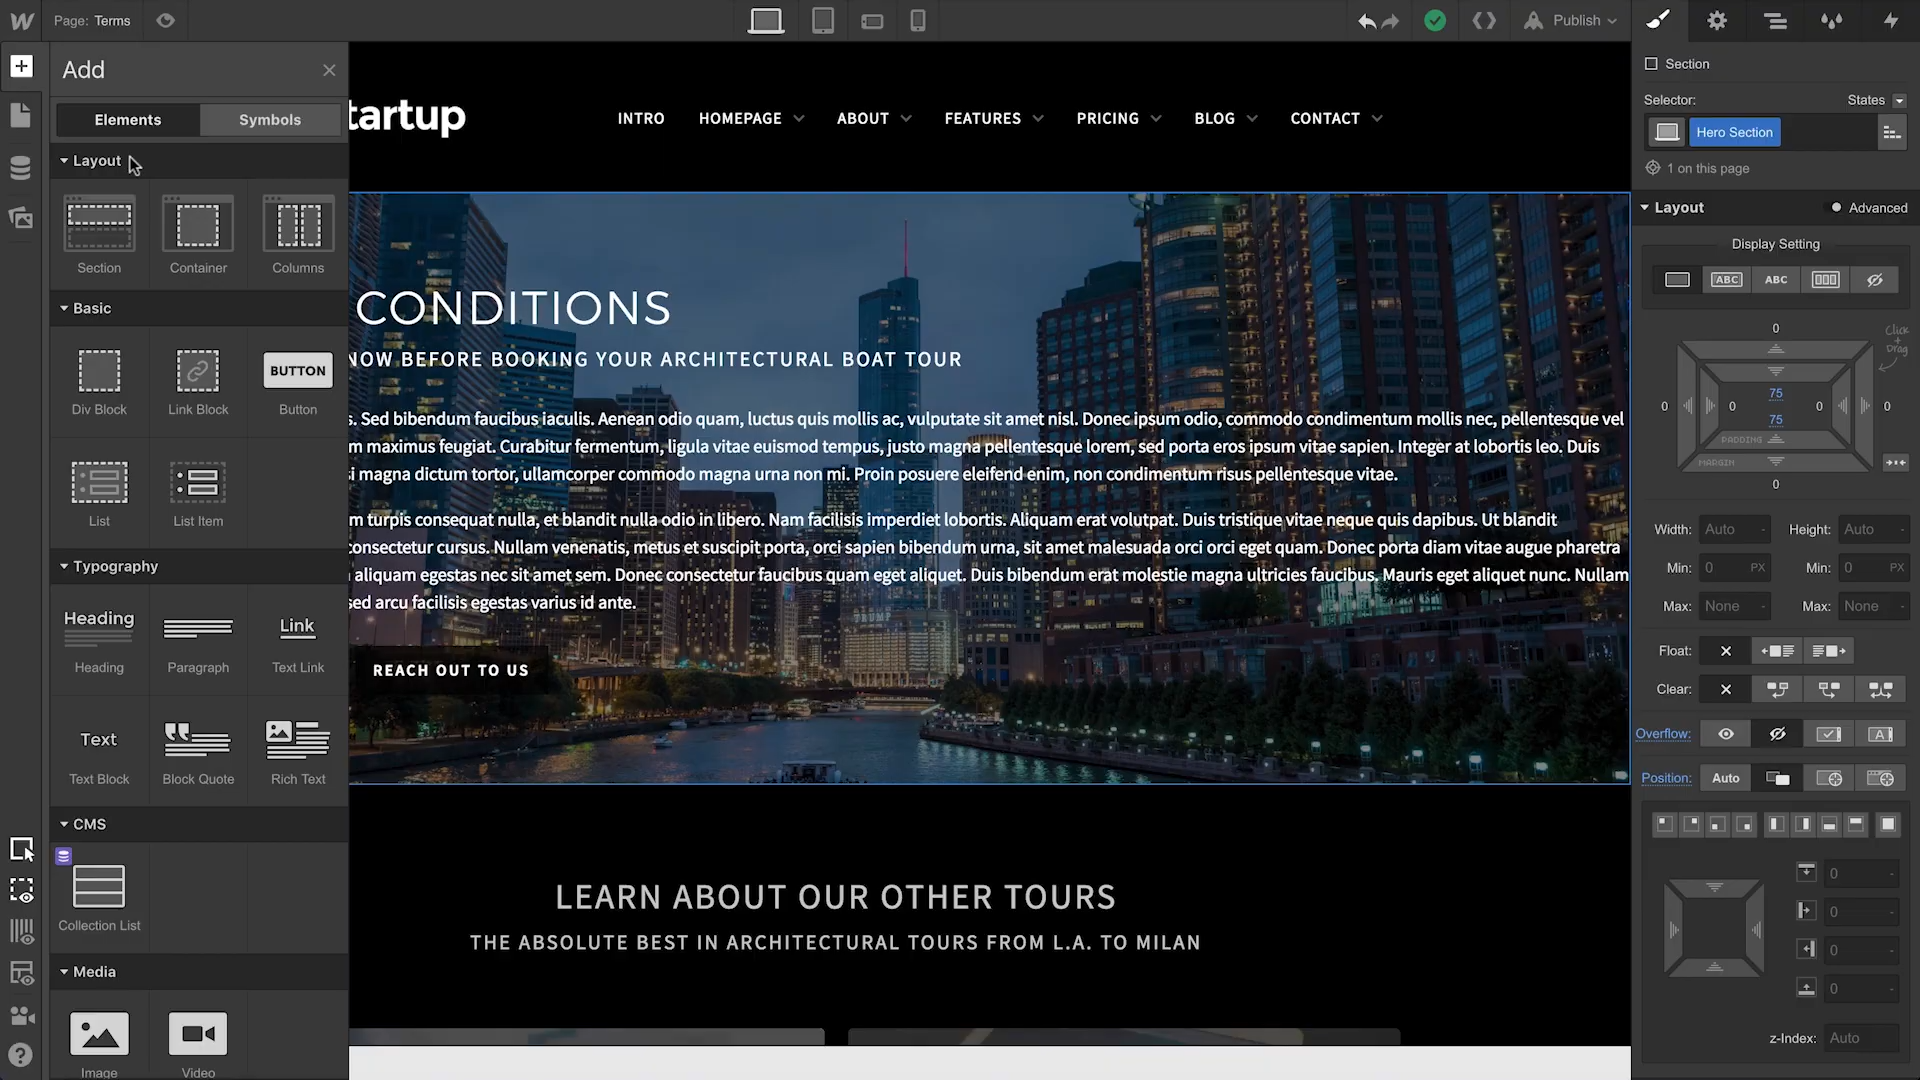 Page: Terms
Publish
Add
Elements
Symbols
Layout
Section
Container
Columns
Basic
Div Block
Link Block
BUTTON
Button
List
List Item
Typography
Heading
Heading
Paragraph
Link
Text Link
Text
Text Block
Block Quote
Rich Text
CMS
Collection List
Media
Image
Video
tartup
INTRO
HOMEPAGE
ABOUT
FEATURES
PRICING
BLOG
CONTACT
CONDITIONS
NOW BEFORE BOOKING YOUR ARCHITECTURAL BOAT TOUR
s. Sed bibendum faucibus iaculis. Aenean odio quam, luctus quis mollis ac, vulputate sit amet nisl. Donec ipsum odio, commodo condimentum mollis nec, pellentesque vel
m maximus feugiat. Curabitur fermentum, ligula vitae euismod tempus, justo magna pellentesque lorem, sed porta eros ipsum vitae sapien. Integer at lobortis leo. Duis
si magna dictum tortor, ullamcorper commodo magna urna non mi. Proin posuere eleifend enim, non condimentum risus pellentesque vitae.
m turpis consequat nulla, et blandit nulla odio in libero. Nam facilisis imperdiet lobortis. Aliquam erat volutpat. Duis tristique vitae neque quis dapibus. Ut blandit
consectetur cursus. Nullam venenatis, metus et suscipit porta, orci sapien bibendum urna, sit amet malesuada orci orci eget quam. Donec porta diam vitae augue pharetra
aliquam egestas nec sit amet sem. Donec consectetur faucibus quam eget aliquet. Duis bibendum erat molestie magna ultricies faucibus. Mauris eget aliquet nunc. Nullam
sed arcu facilisis egestas varius id ante.
TRUMP
REACH OUT TO US
LEARN ABOUT OUR OTHER TOURS
THE ABSOLUTE BEST IN ARCHITECTURAL TOURS FROM L.A. TO MILAN
Section
Selector:
States
Hero Section
1 on this page
Layout
Advanced
Display Setting
ABC
ABC
0
Click + Drag
0
0
75
75
0
0
PADDING
MARGIN
0
Width: Auto -
Height: Auto -
Min: 0 PX
Min: 0 PX
Max: None -
Max: None -
Float:
Clear:
Overflow:
A
Position:
Auto
0 -
0 -
0 -
0 -
z-Index: Auto